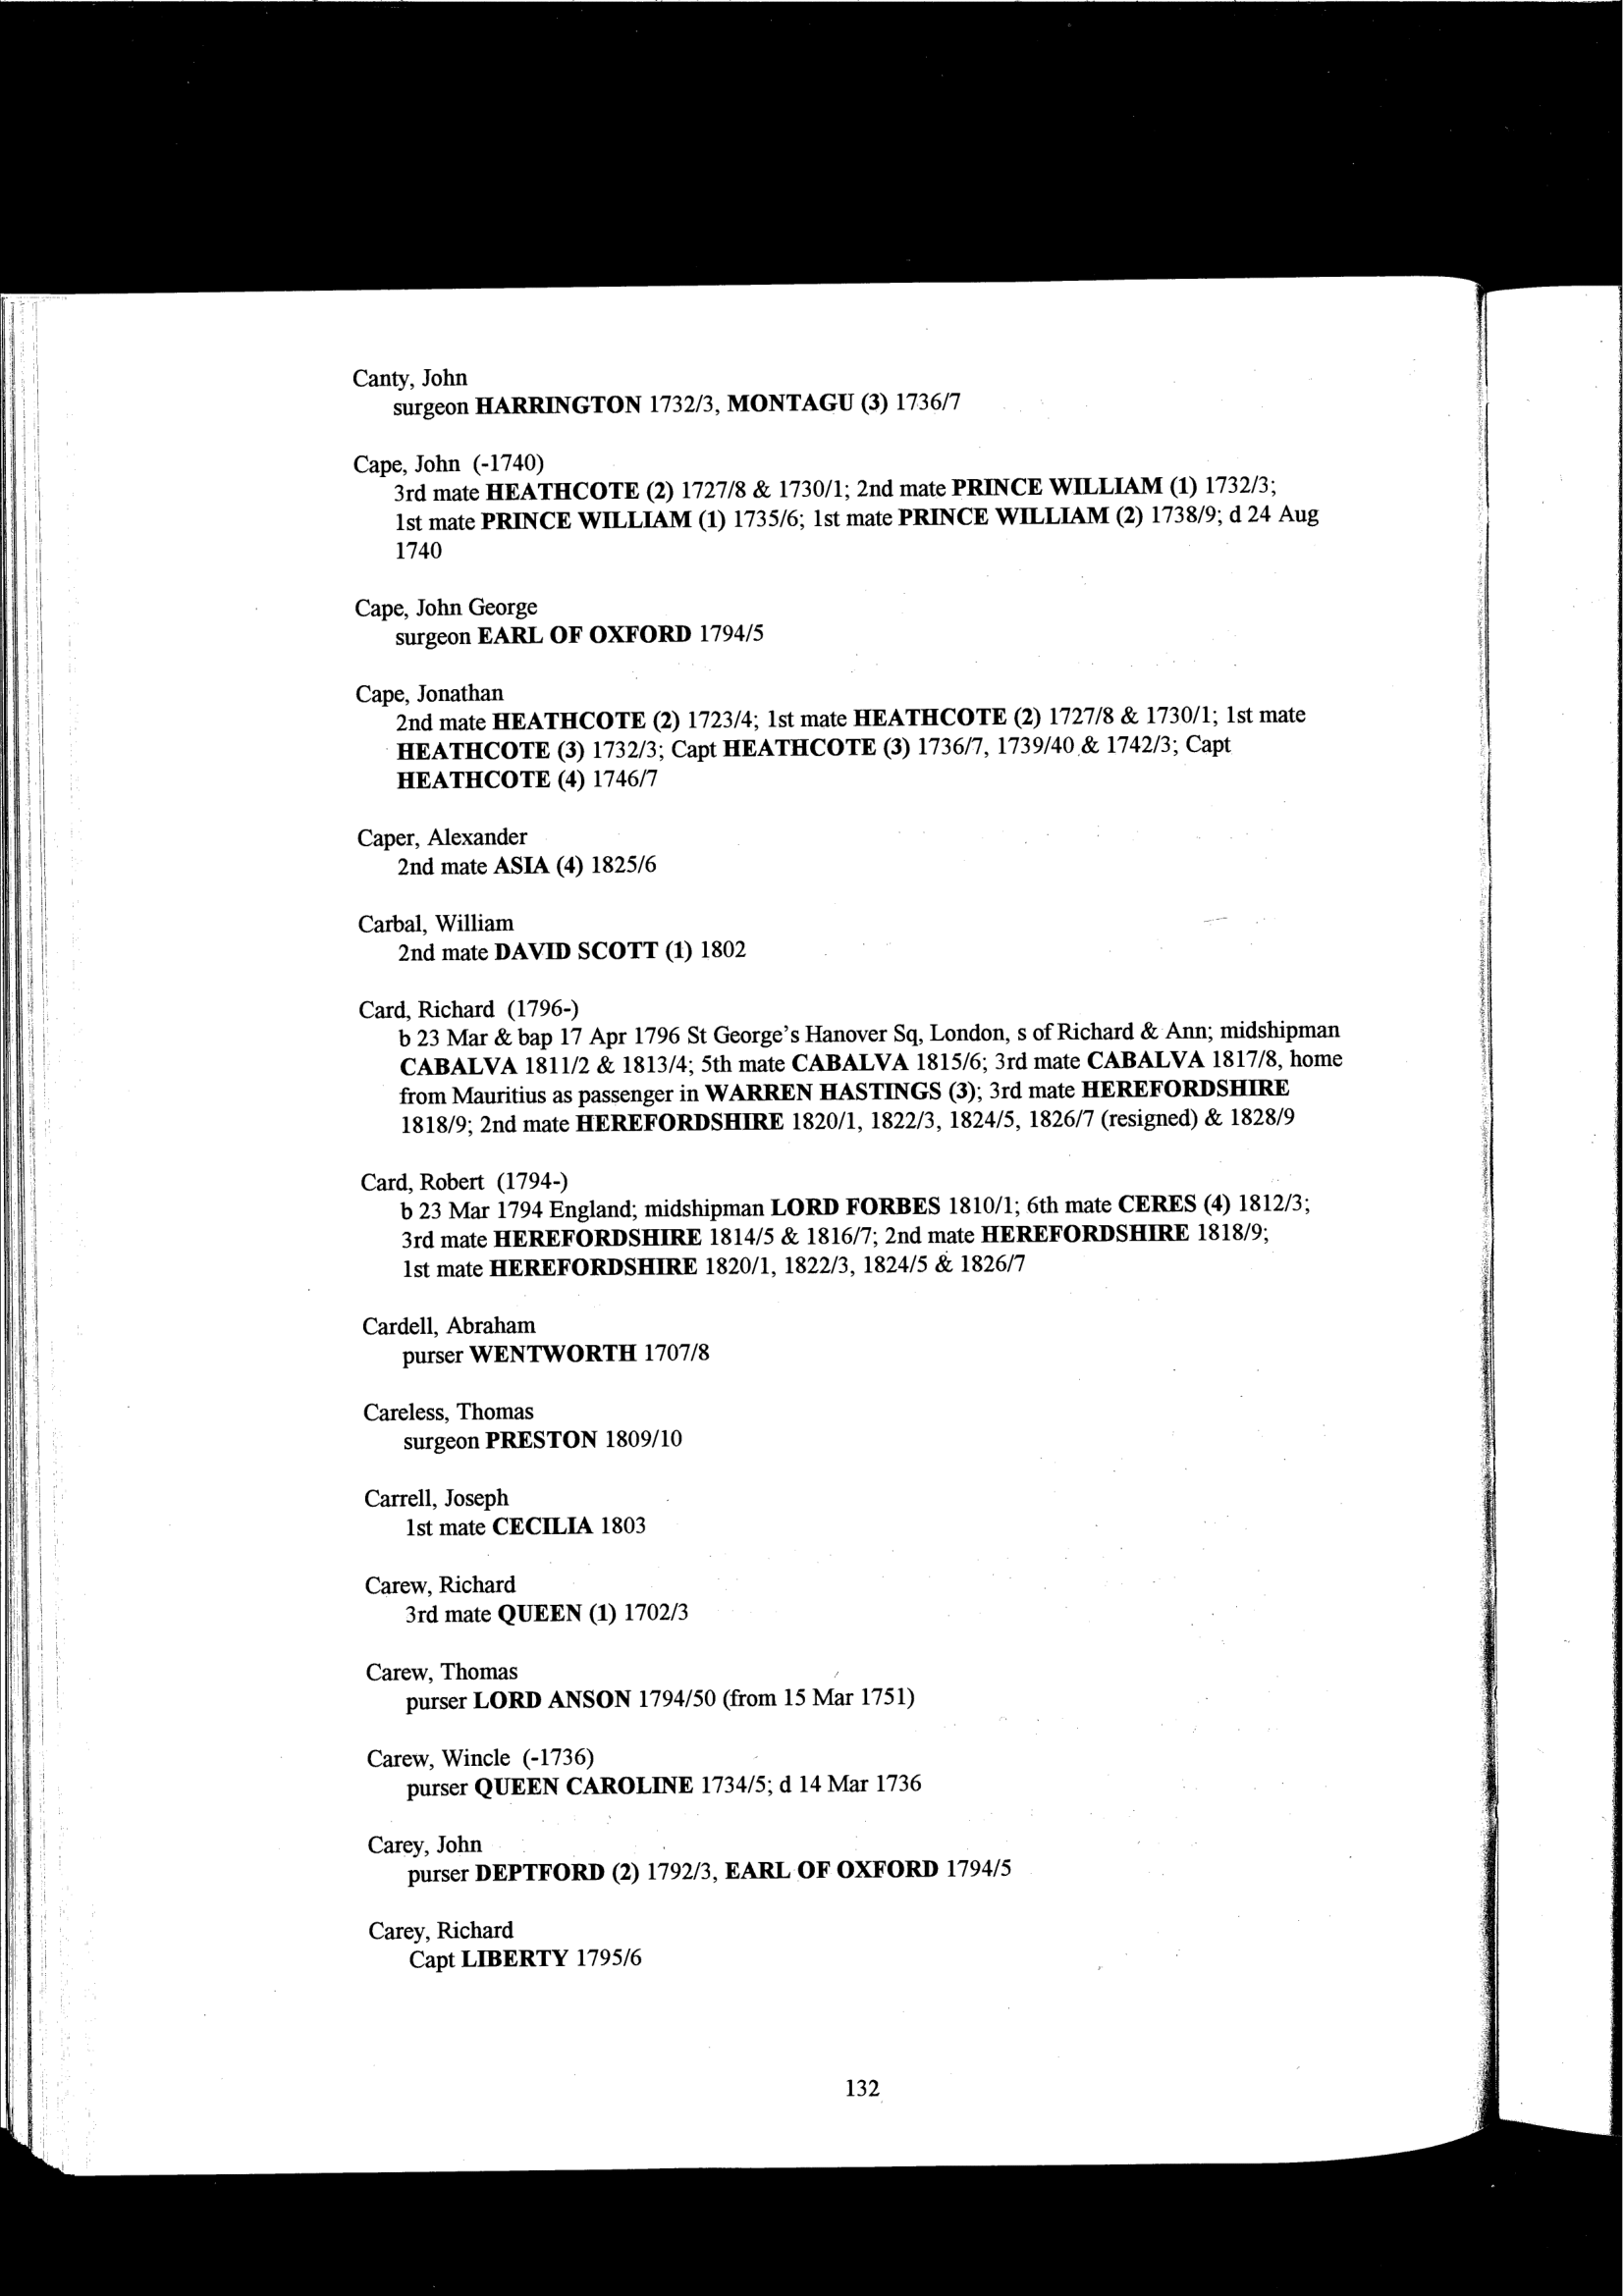 Canty, John
surgeon HARRINGTON 1732/3, MONTAGU (3) 1736/7
Cape, John (-1740)
3rd mate HEATHCOTE (2) 1727/8 & 1730/1; 2nd mate PRINCE WILLIAM (1) 1732/3;
1st mate PRINCE WILLIAM (1) 1735/6; 1st mate PRINCE WILLIAM (2) 1738/9; d 24 Aug
1740
Cape, John George
surgeon EARL OF OXFORD 1794/5
Cape, Jonathan
2nd mate HEATHCOTE (2) 1723/4; 1st mate HEATHCOTE (2) 1727/8 & 1730/1; 1st mate
HEATHCOTE (3) 1732/3; Capt HEATHCOTE (3) 1736/7, 1739/40 & 1742/3; Capt
HEATHCOTE (4) 1746/7
Caper, Alexander
2nd mate ASIA (4) 1825/6
Carbal, William
2nd mate DAVID SCOTT (1) 1802
Card, Richard (1796-)
b 23 Mar & bap 17 Apr 1796 St George's Hanover Sq, London, s of Richard & Ann; midshipman
CABALVA 1811/2 & 1813/4; 5th mate CABALVA 1815/6; 3rd mate CABALVA 1817/8, home
from Mauritius as passenger in WARREN HASTINGS (3); 3rd mate HEREFORDSHIRE
1818/9; 2nd mate HEREFORDSHIRE 1820/1, 1822/3, 1824/5, 1826/7 (resigned) & 1828/9
Card, Robert (1794-)
b 23 Mar 1794 England; midshipman LORD FORBES 1810/1; 6th mate CERES (4) 1812/3;
3rd mate HEREFORDSHIRE 1814/5 & 1816/7; 2nd mate HEREFORDSHIRE 1818/9;
1st mate HEREFORDSHIRE 1820/1, 1822/3, 1824/5 & 1826/7
Cardell, Abraham
purser WENTWORTH 1707/8
Careless, Thomas
surgeon PRESTON 1809/10
Carrell, Joseph
1st mate CECILIA 1803
Carew, Richard
3rd mate QUEEN (1) 1702/3
Carew, Thomas
purser LORD ANSON 1794/50 (from 15 Mar 1751)
Carew, Wincle (-1736)
purser QUEEN CAROLINE 1734/5; d 14 Mar 1736
Carey, John
purser DEPTFORD (2) 1792/3, EARL OF OXFORD 1794/5
Carey, Richard
Capt LIBERTY 1795/6
132